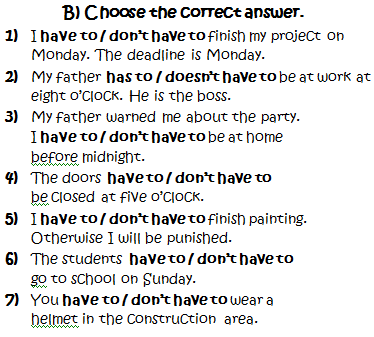 B) Choose the correct answer.
1) I have to / don't have to finish my project on
Monday. The deadline is Monday.
2) My father has to / doesn't have to be at work at
eight o'clock. He is the boss.
3) My father warned me about the party.
I have to / don't have to be at home
before midnight.
4) The doors have to / don't have to
be closed at five o'clock.
5) I have to / don't have to finish painting.
Otherwise I will be punished.
6) The students have to / don't have to
go to school on Sunday.
7) You have to / don't have to wear a
helmet in the construction area.